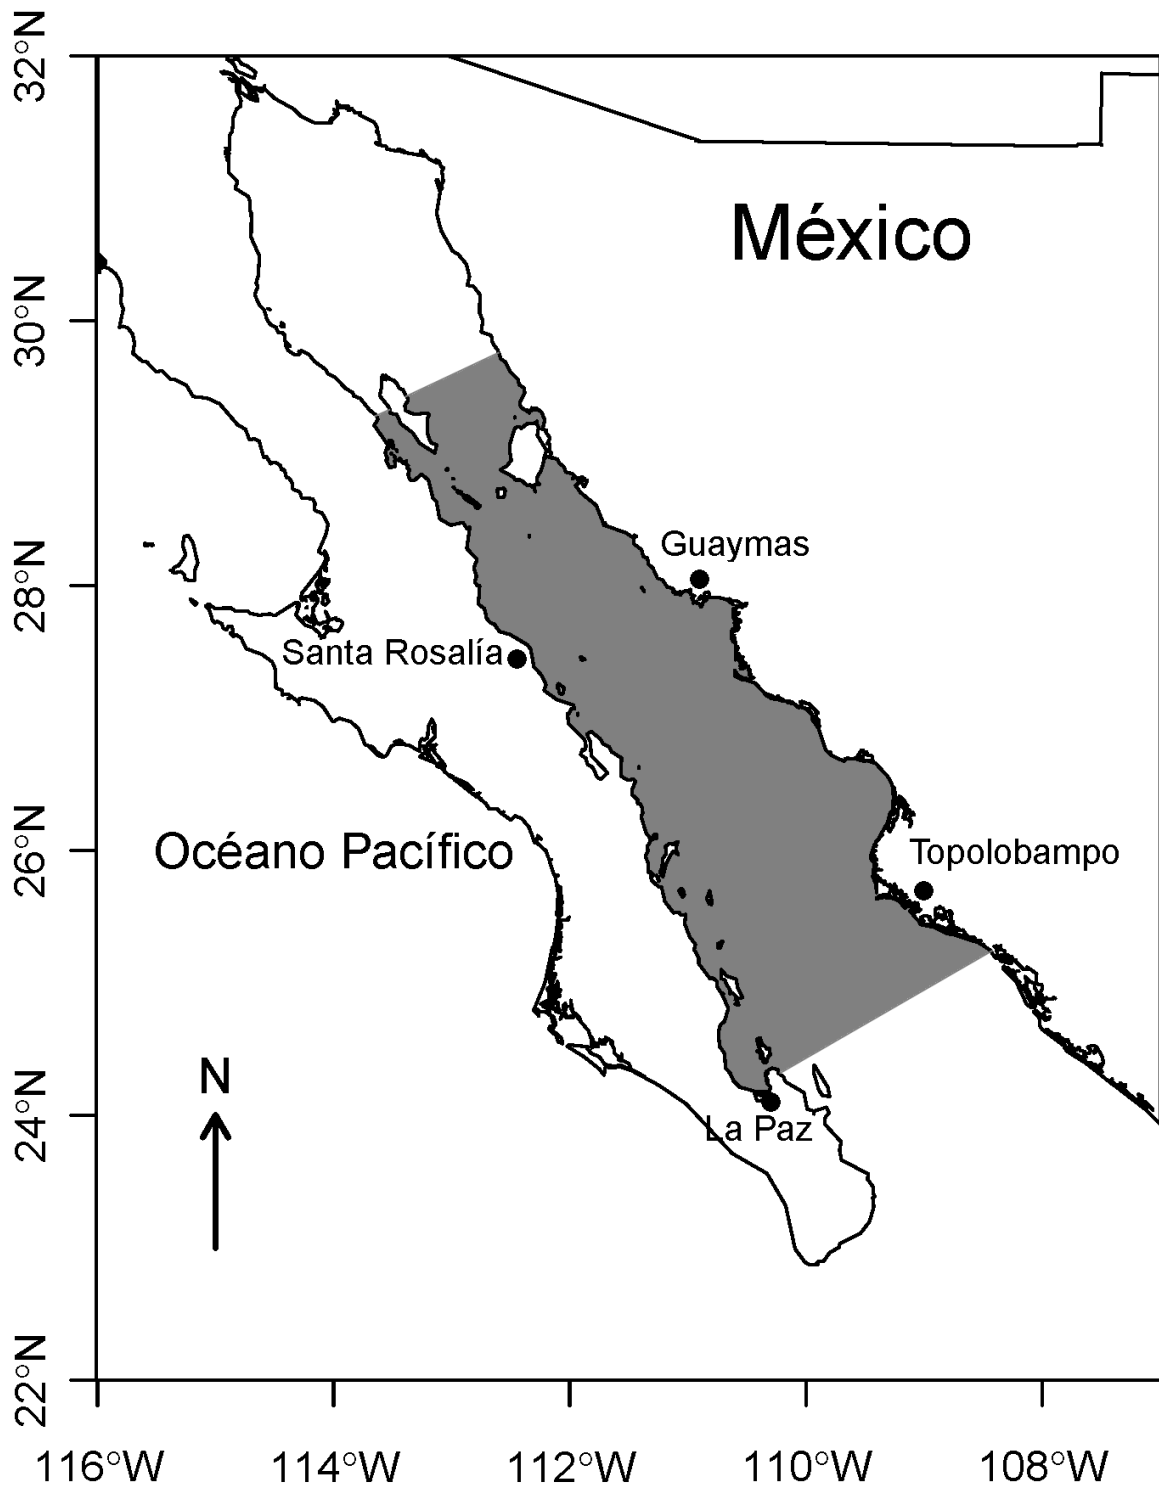 32°N
México
30°N
Guaymas
28°N
Santa Rosalía
26°N
Océano Pacífico
Topolobampo
N
24°N
La Paz
22°N
116°W
114°W
112°W
110°W
108°W